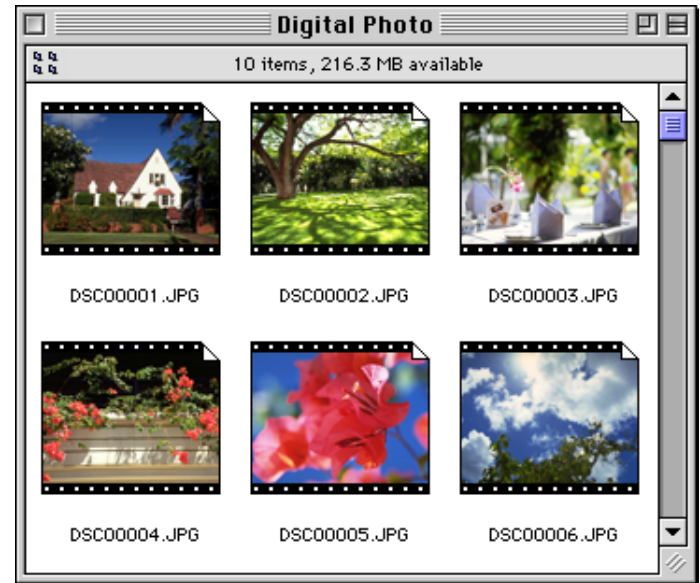 Digital Photo
10 items, 216.3 MB available
DSC00001.JPG
DSC00002.JPG
DSC00003.JPG
DSC00004.JPG
DSC00005.JPG
DSC00006.JPG